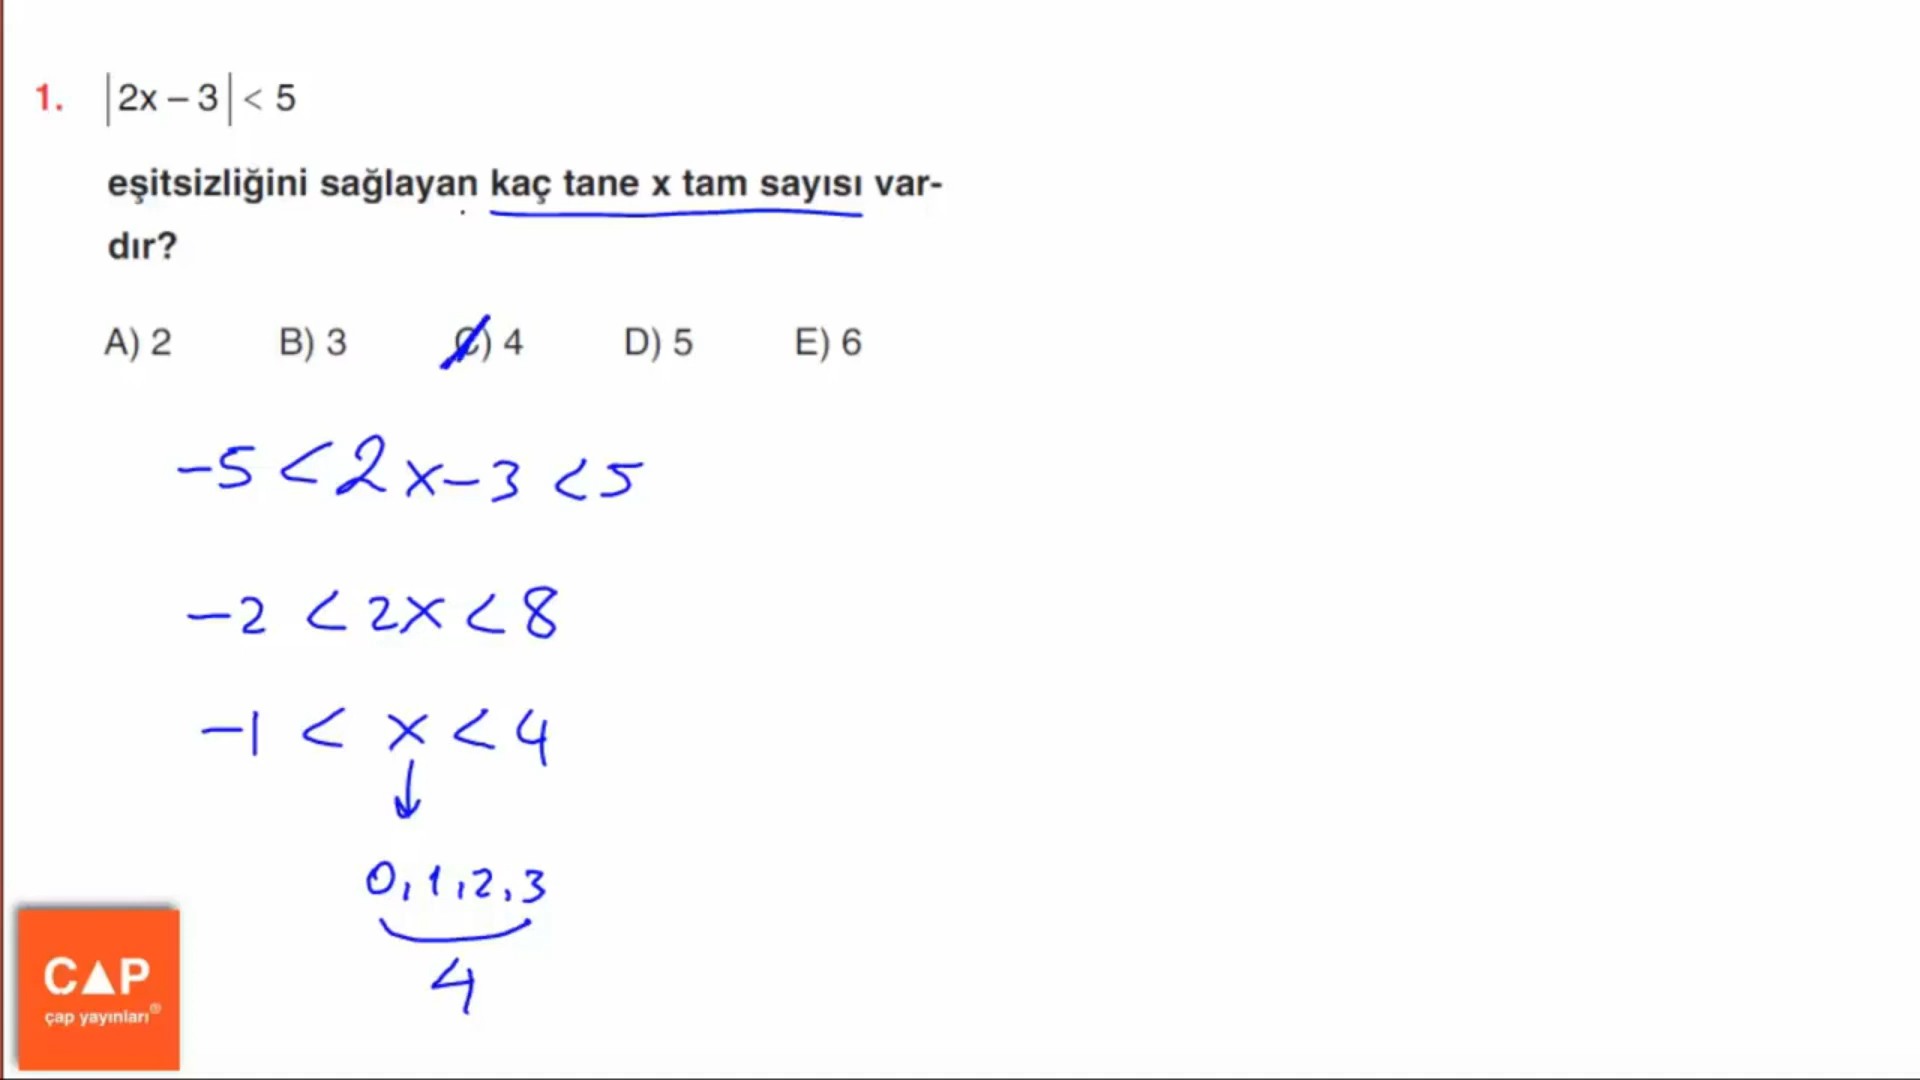 1. |2x – 3| < 5
eşitsizliğini sağlayan kaç tane x tam sayısı var-
dır?
A) 2 B) 3 C) 4 D) 5 E) 6
-5 < 2x - 3 < 5
-2 < 2x < 8
-1 < x < 4
0, 1, 2, 3
4
CAP
çap yayınları®